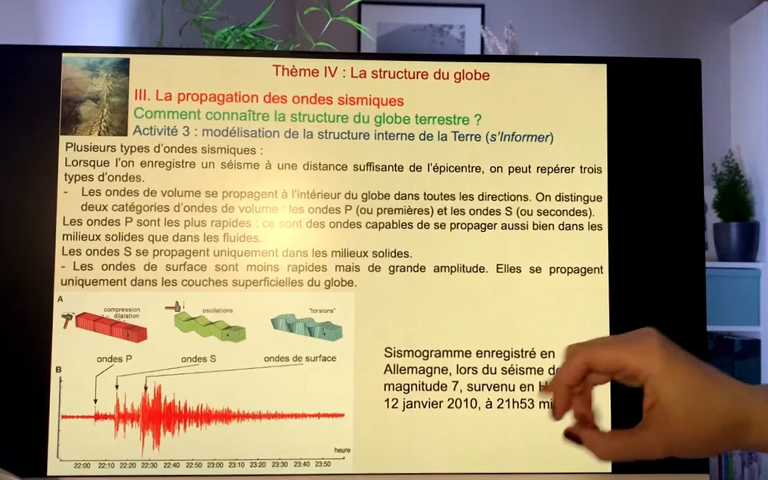 Thème IV : La structure du globe
III. La propagation des ondes sismiques
Comment connaître la structure du globe terrestre ?
Activité 3 : modélisation de la structure interne de la Terre (s'Informer)
Plusieurs types d'ondes sismiques :
Lorsque l'on enregistre un séisme à une distance suffisante de l'épicentre, on peut repérer trois
types d'ondes.
- Les ondes de volume se propagent à l'intérieur du globe dans toutes les directions. On distingue
deux catégories d'ondes de volume : les ondes P (ou premières) et les ondes S (ou secondes).
Les ondes P sont les plus rapides : ce sont des ondes capables de se propager aussi bien dans les
milieux solides que dans les fluides.
Les ondes S se propagent uniquement dans les milieux solides.
- Les ondes de surface sont moins rapides mais de grande amplitude. Elles se propagent
uniquement dans les couches superficielles du globe.
A
compression
dilatation
oscillations
"torsions"
ondes P ondes S ondes de surface
B
heure
22:00 22:10 22:20 22:30 22:40 22:50 23:00 23:10 23:20 23:30 23:40 23:50
Sismogramme enregistré en
Allemagne, lors du séisme
magnitude 7, survenu en
12 janvier 2010, à 21h53